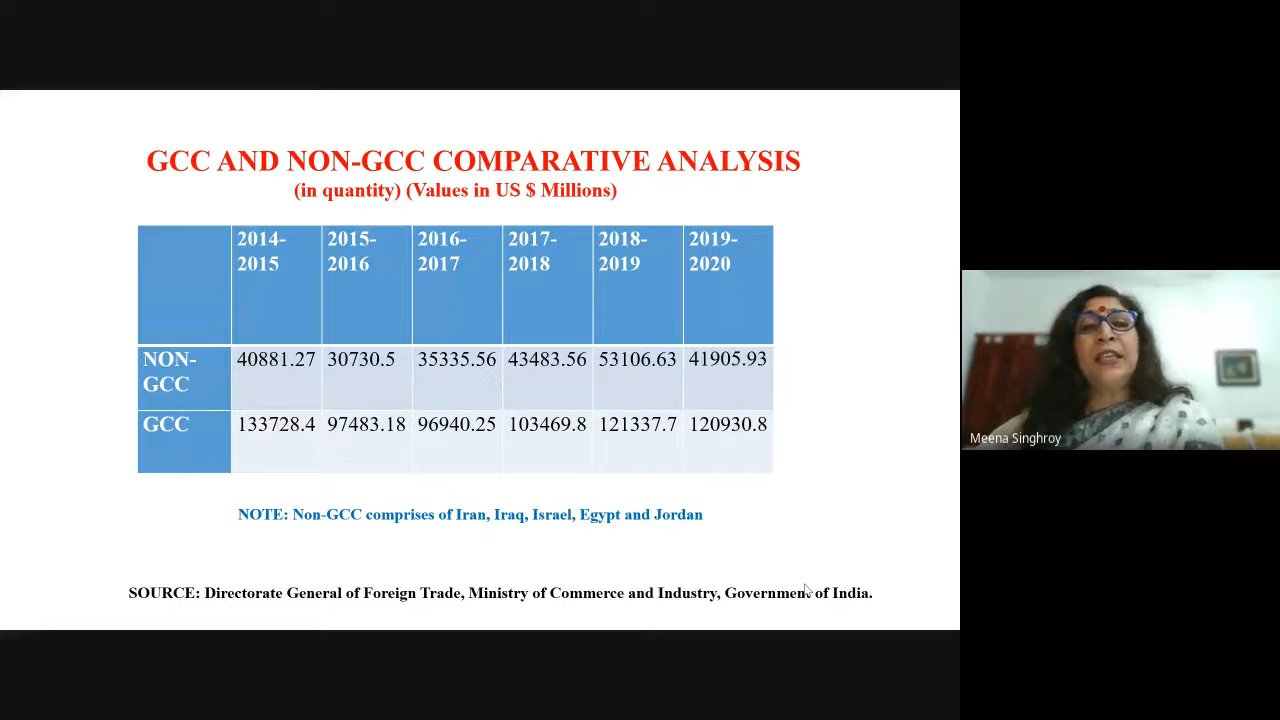 GCC AND NON-GCC COMPARATIVE ANALYSIS
(in quantity) (Values in US $ Millions)
2014- 2015- 2016- 2017- 2018- 2019-
2015 2016 2017 2018 2019 2020
NON- 40881.27 30730.5 35335.56 43483.56 53106.63 41905.93
GCC
GCC 133728.4 97483.18 96940.25 103469.8 121337.7 120930.8
NOTE: Non-GCC comprises of Iran, Iraq, Israel, Egypt and Jordan
SOURCE: Directorate General of Foreign Trade, Ministry of Commerce and Industry, Government of India.
Meena Singhroy